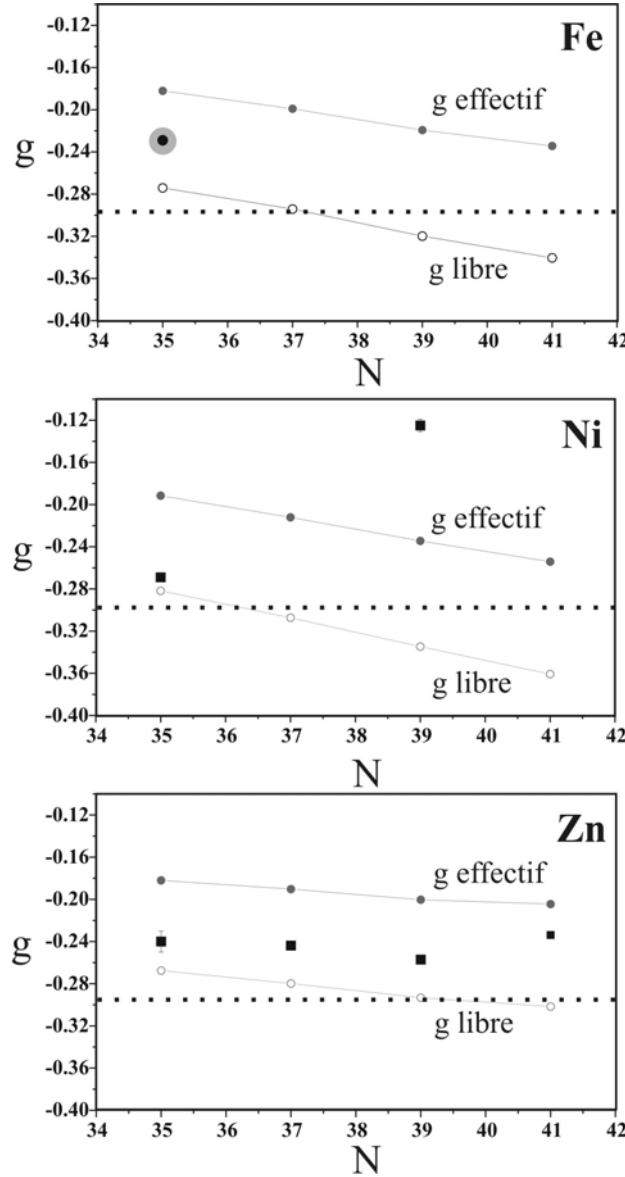 -0.12
Fe
-0.16
g effectif
-0.20
g
-0.24
-0.28
-0.32
g libre
-0.36
-0.40
34 35 36 37 38 39 40 41 42
N
-0.12
Ni
-0.16
-0.20
g effectif
g
-0.24
-0.28
-0.32
g libre
-0.36
-0.40
34 35 36 37 38 39 40 41 42
N
-0.12
Zn
-0.16
g effectif
-0.20
g
-0.24
-0.28
g libre
-0.32
-0.36
-0.40
34 35 36 37 38 39 40 41 42
N